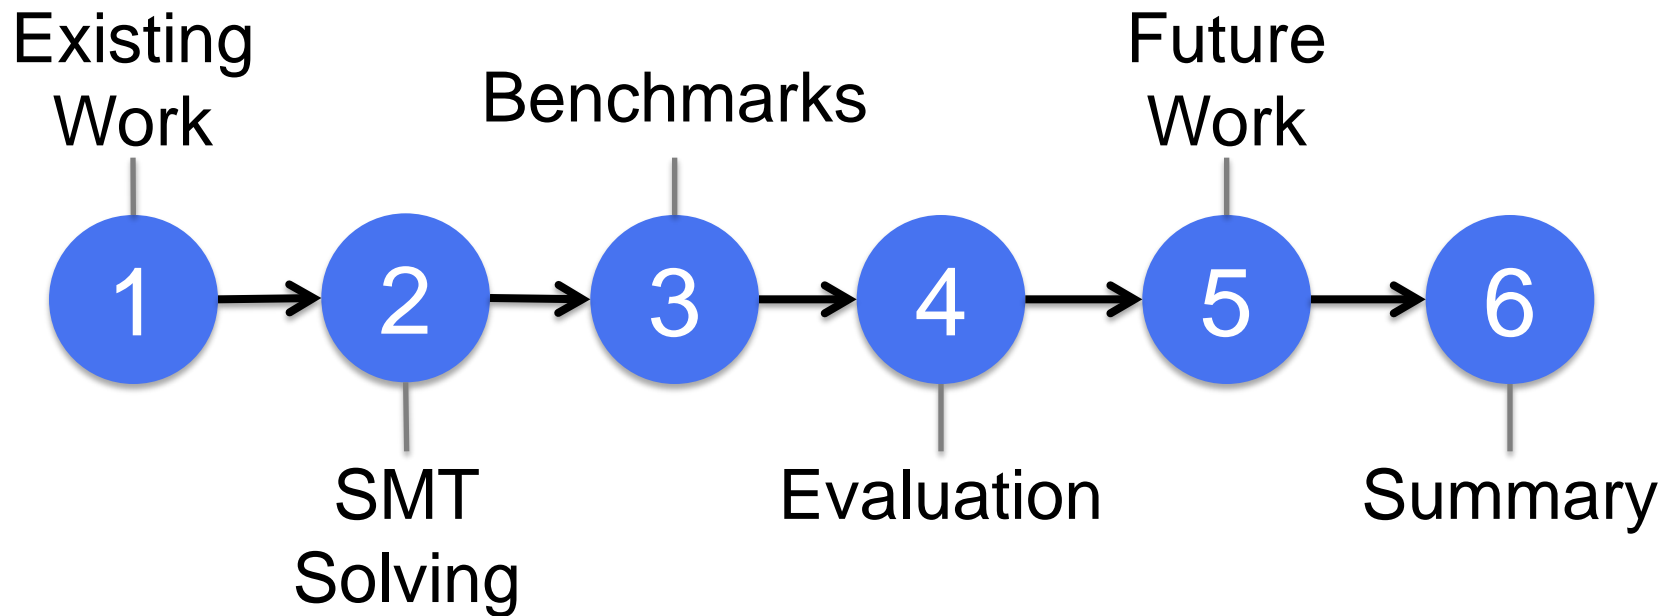 Existing
Work
Benchmarks
Future
Work
1
2
3
4
5
6
SMT
Solving
Evaluation
Summary